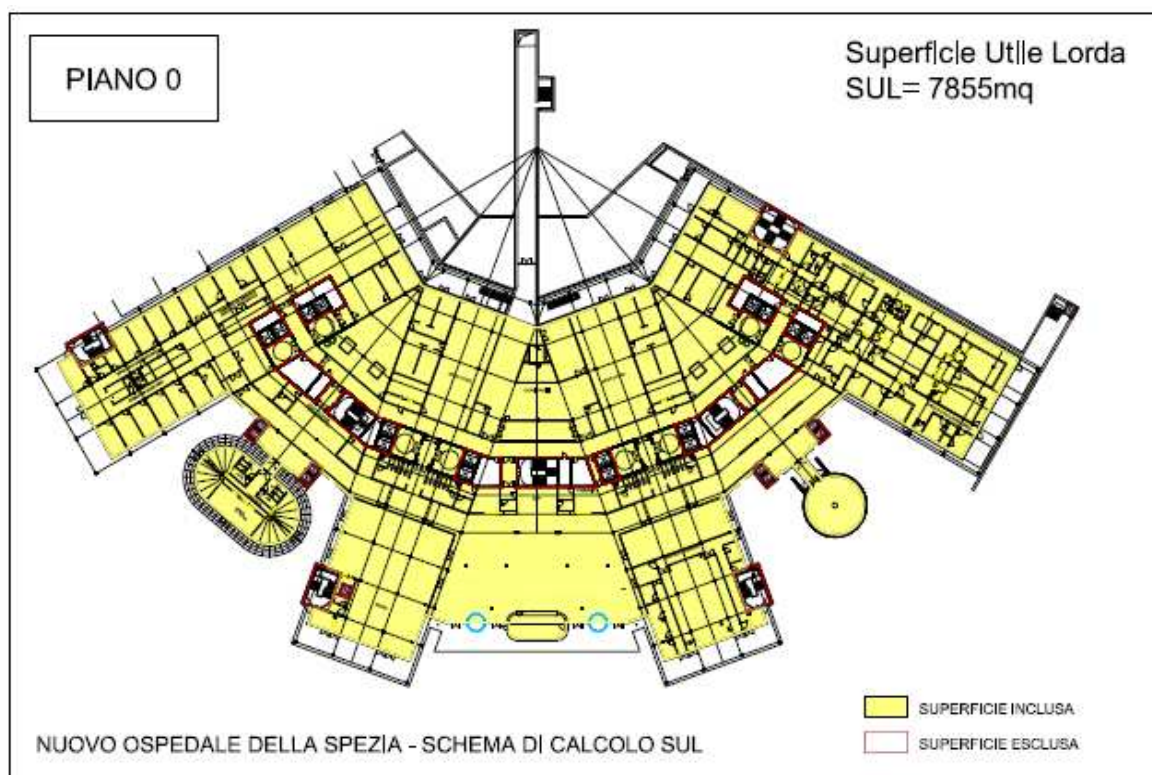 PIANO 0
Superficie Utile Lorda
SUL= 7855mq
SUPERFICIE INCLUSA
SUPERFICIE ESCLUSA
NUOVO OSPEDALE DELLA SPEZIA - SCHEMA DI CALCOLO SUL